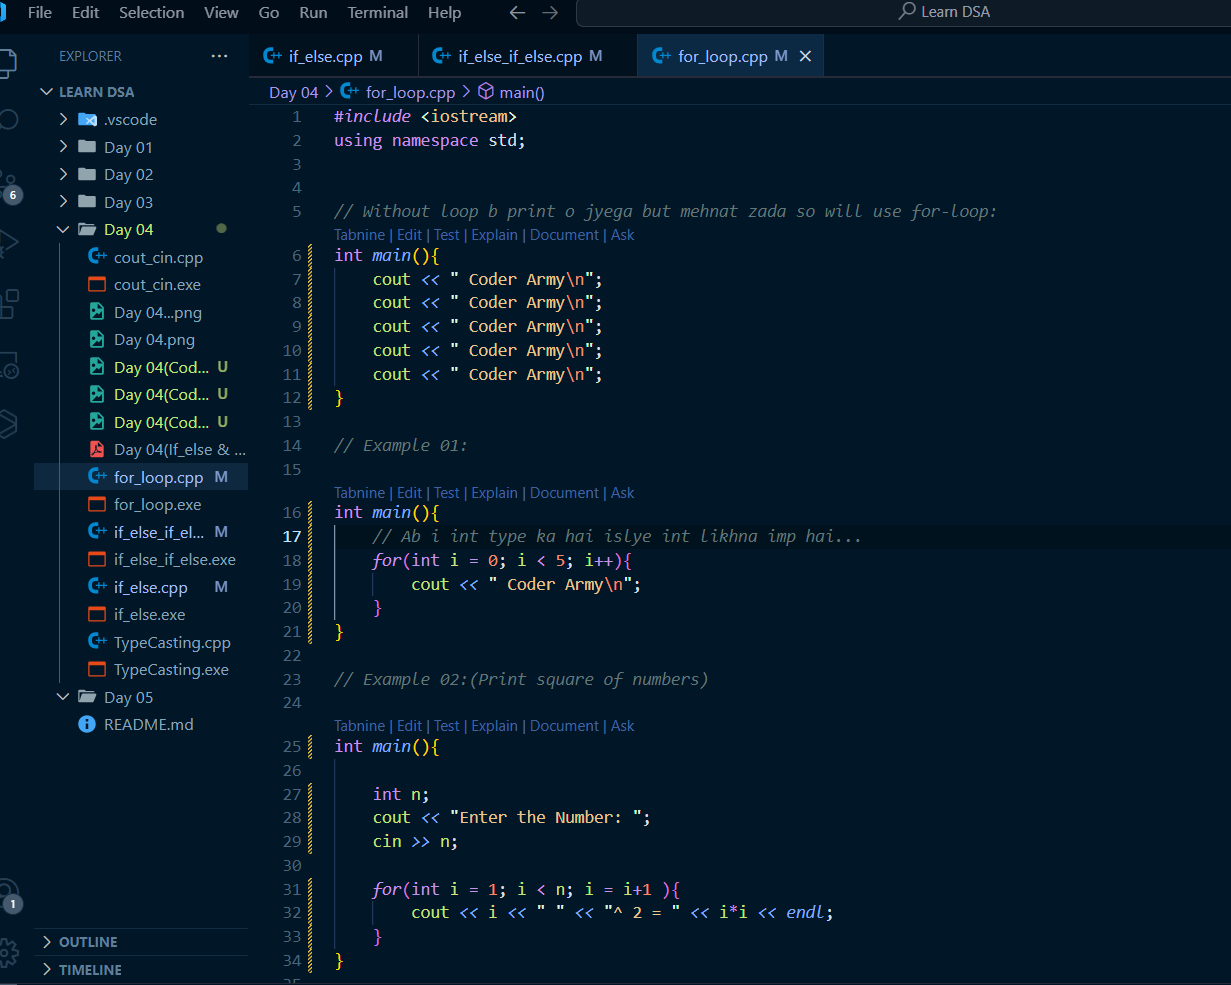 File Edit Selection View Go Run Terminal Help ← → Learn DSA
EXPLORER ...
LEARN DSA
.vscode
Day 01
Day 02
Day 03
Day 04
cout_cin.cpp
cout_cin.exe
Day 04...png
Day 04.png
Day 04(Cod... U
Day 04(Cod... U
Day 04(Cod... U
Day 04(If_else & ...
for_loop.cpp M
for_loop.exe
if_else_if_el... M
if_else_if_else.exe
if_else.cpp M
if_else.exe
TypeCasting.cpp
TypeCasting.exe
Day 05
README.md
OUTLINE
TIMELINE
6
1
if_else.cpp M if_else_if_else.cpp M for_loop.cpp M ×
Day 04 > for_loop.cpp > main()
1 #include <iostream>
2 using namespace std;
3
4
5 // Without loop b print o jyega but mehnat zada so will use for-loop:
Tabnine | Edit | Test | Explain | Document | Ask
6 int main(){
7 cout << " Coder Army\n";
8 cout << " Coder Army\n";
9 cout << " Coder Army\n";
10 cout << " Coder Army\n";
11 cout << " Coder Army\n";
12 }
13
14 // Example 01:
15
Tabnine | Edit | Test | Explain | Document | Ask
16 int main(){
17 // Ab i int type ka hai islye int likhna imp hai...
18 for(int i = 0; i < 5; i++){
19 cout << " Coder Army\n";
20 }
21 }
22
23 // Example 02:(Print square of numbers)
24
Tabnine | Edit | Test | Explain | Document | Ask
25 int main(){
26
27 int n;
28 cout << "Enter the Number: ";
29 cin >> n;
30
31 for(int i = 1; i < n; i = i+1 ){
32 cout << i << " " << "^ 2 = " << i*i << endl;
33 }
34 }
35